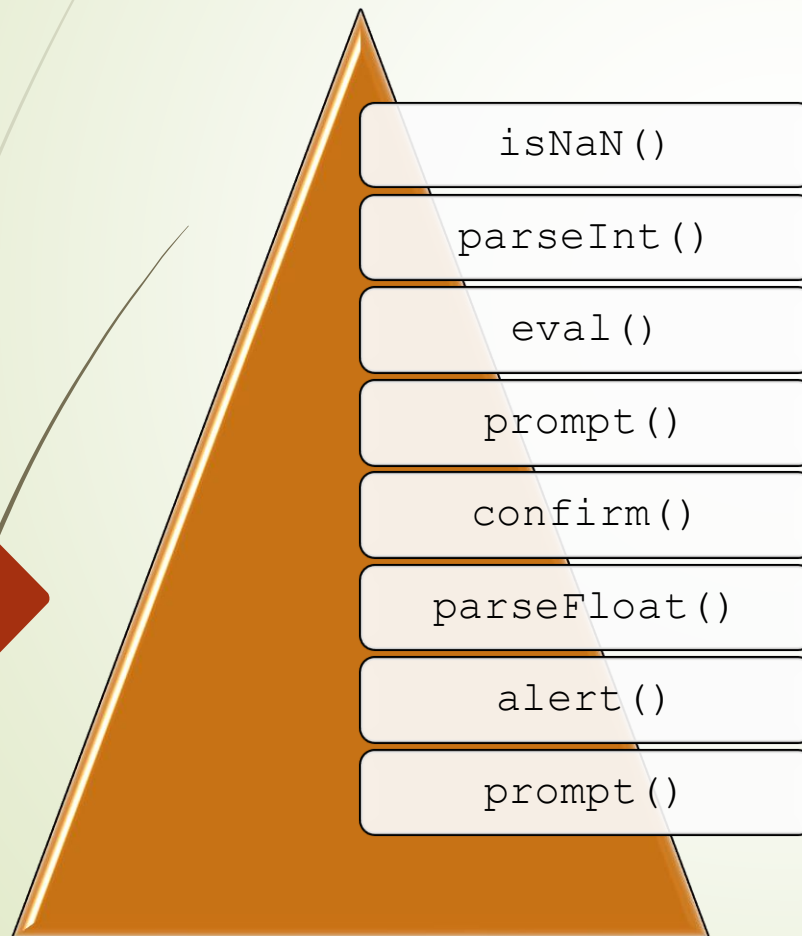 isNaN()
parseInt()
eval()
prompt()
confirm()
parseFloat()
alert()
prompt()